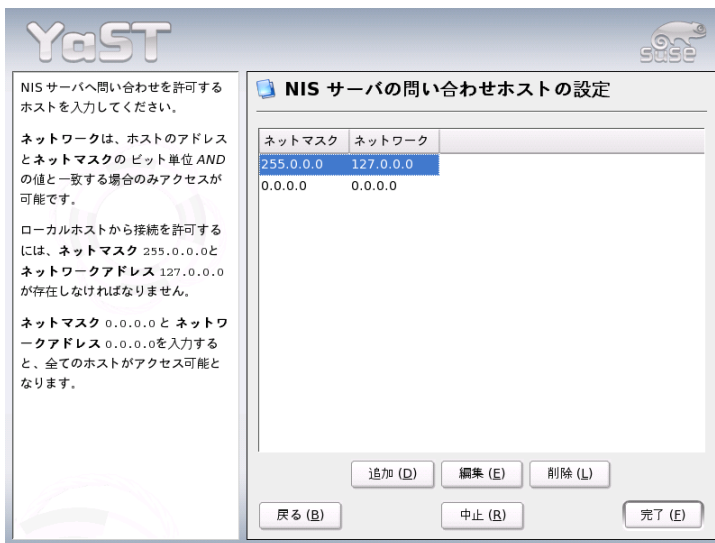 YaST
SUSE
NIS サーバへ問い合わせを許可する
ホストを入力してください。
ネットワークは、ホストのアドレス
とネットマスクの ビット単位 AND
の値と一致する場合のみアクセスが
可能です。
ローカルホストから接続を許可する
には、ネットマスク 255.0.0.0と
ネットワークアドレス 127.0.0.0
が存在しなければなりません。
ネットマスク 0.0.0.0 と ネットワ
ークアドレス 0.0.0.0を入力する
と、全てのホストがアクセス可能と
なります。
NIS サーバの問い合わせホストの設定
ネットマスク ネットワーク
255.0.0.0 127.0.0.0
0.0.0.0 0.0.0.0
追加 (D) 編集 (E) 削除 (L)
戻る (B) 中止 (R) 完了 (F)